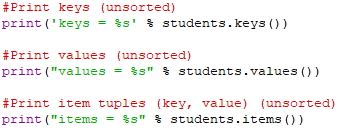 #Print keys (unsorted)
print('keys = %s' % students.keys())
#Print values (unsorted)
print("values = %s" % students.values())
#Print item tuples (key, value) (unsorted)
print("items = %s" % students.items())